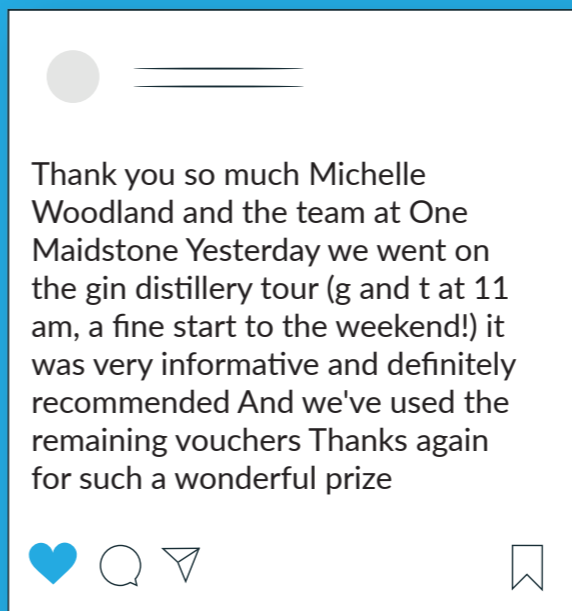 Thank you so much Michelle
Woodland and the team at One
Maidstone Yesterday we went on
the gin distillery tour (g and t at 11
am, a fine start to the weekend!) it
was very informative and definitely
recommended And we've used the
remaining vouchers Thanks again
for such a wonderful prize